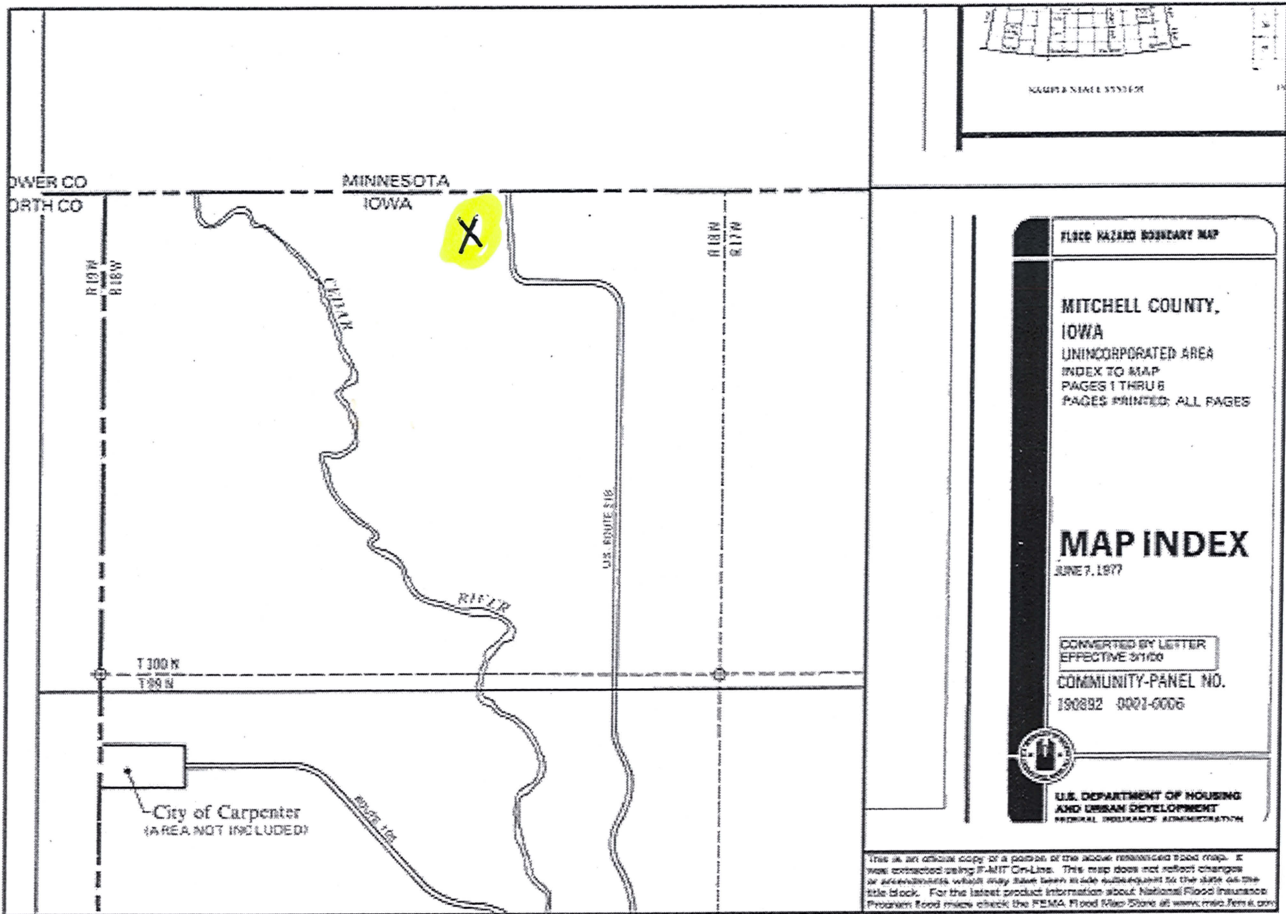 SAMPLE STATE SYSTEM
OWER CO
ORTH CO
MINNESOTA
IOWA
X
R 19 W
R 18 W
R 18 W
R 17 W
CEDAR
RIVER
U.S. ROUTE 218
T 100 N
T 99 N
City of Carpenter
(AREA NOT INCLUDED)
ROUTE 105
FLOOD HAZARD BOUNDARY MAP
MITCHELL COUNTY,
IOWA
UNINCORPORATED AREA
INDEX TO MAP
PAGES 1 THRU 6
PAGES PRINTED: ALL PAGES
MAP INDEX
JUNE 7, 1977
CONVERTED BY LETTER
EFFECTIVE 3/1/00
COMMUNITY-PANEL NO.
190892 0001-0006
U.S. DEPARTMENT OF HOUSING
AND URBAN DEVELOPMENT
FEDERAL INSURANCE ADMINISTRATION
This is an official copy of a portion of the above referenced flood map. It
was extracted using F-MIT On-Line. This map does not reflect changes
or amendments which may have been made subsequent to the date on the
title block. For the latest product information about National Flood Insurance
Program flood maps check the FEMA Flood Map Store at www.msc.fema.gov